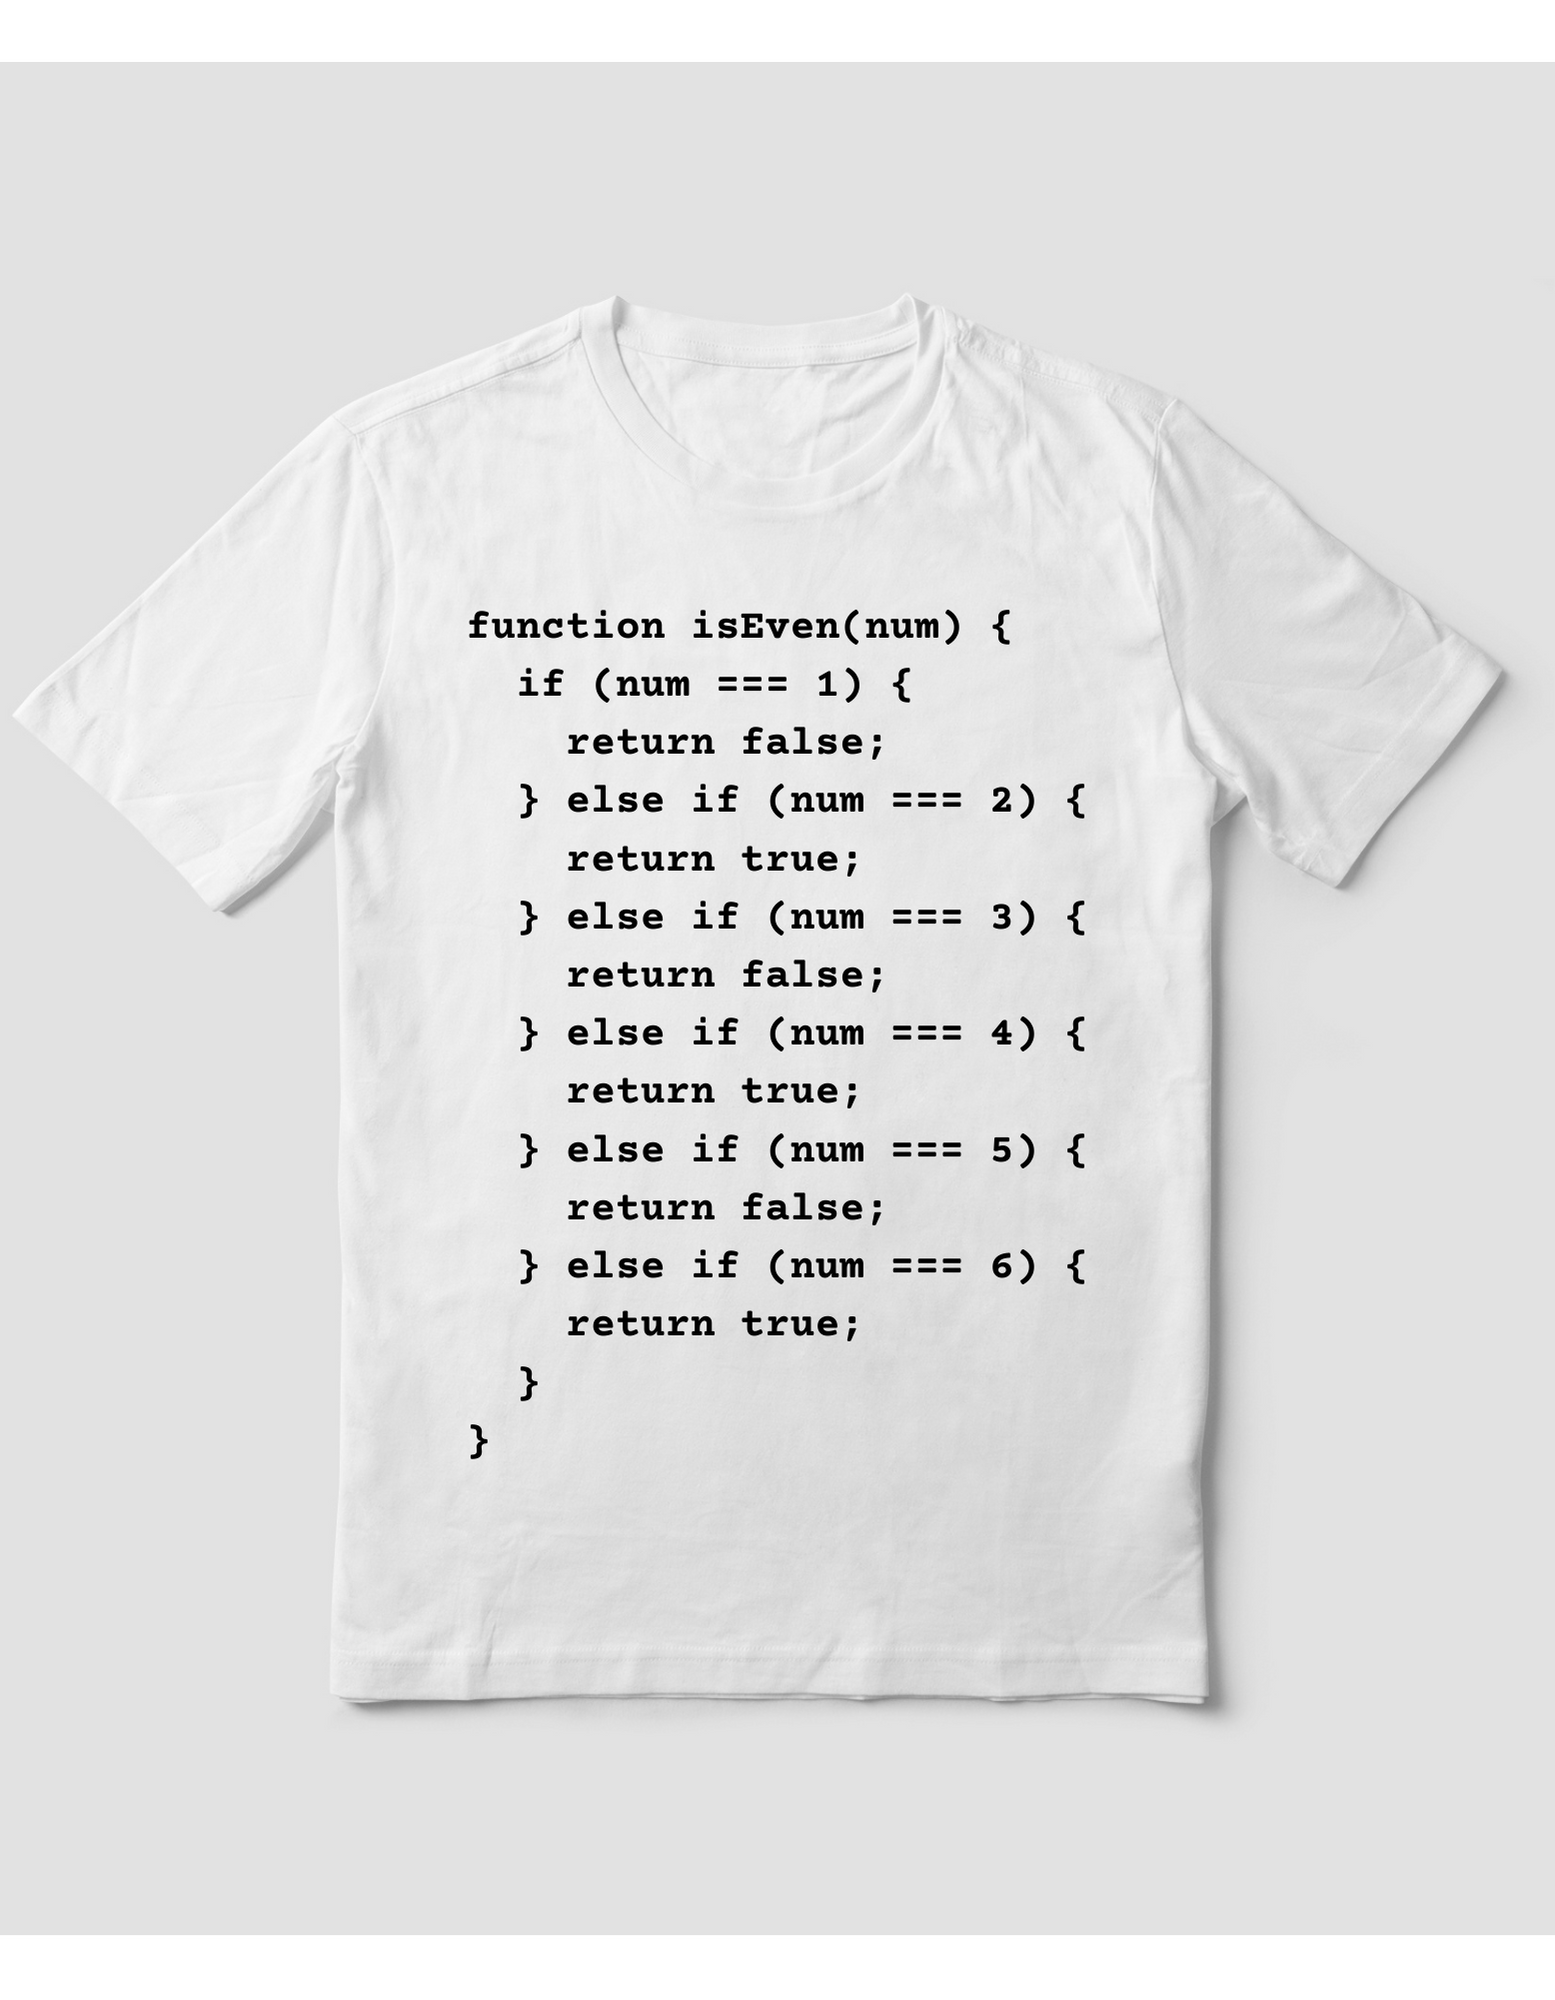 function isEven(num) {
  if (num === 1) {
    return false;
  } else if (num === 2) {
    return true;
  } else if (num === 3) {
    return false;
  } else if (num === 4) {
    return true;
  } else if (num === 5) {
    return false;
  } else if (num === 6) {
    return true;
  }
}